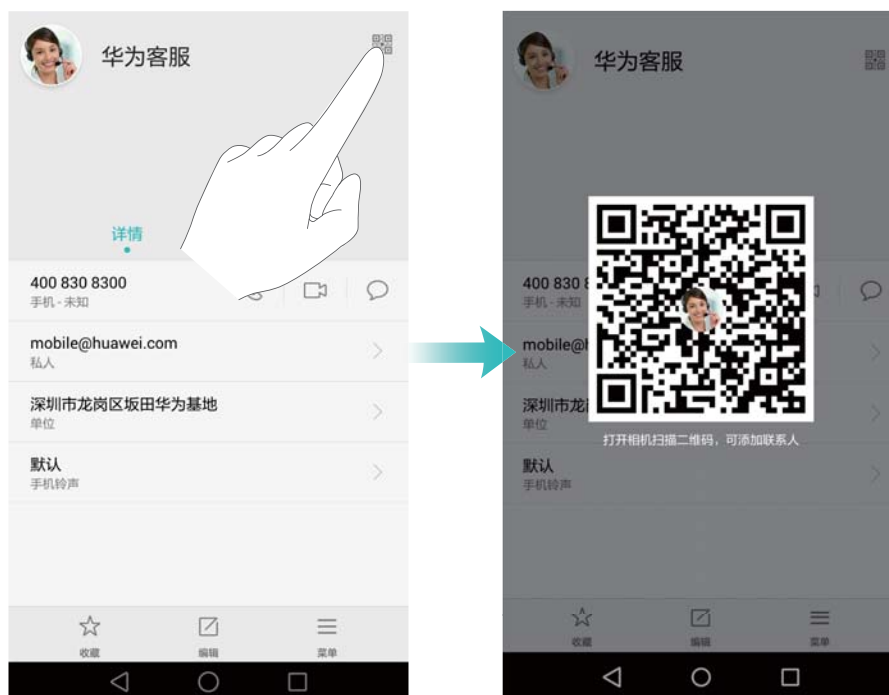 华为客服
详情
400 830 8300
手机 - 未知
mobile@huawei.com
私人
深圳市龙岗区坂田华为基地
单位
默认
手机铃声
收藏
编辑
菜单
华为客服
400 830 8
手机 - 未知
mobile@h
私人
深圳市龙
单位
打开相机扫描二维码，可添加联系人
默认
手机铃声
收藏
编辑
菜单